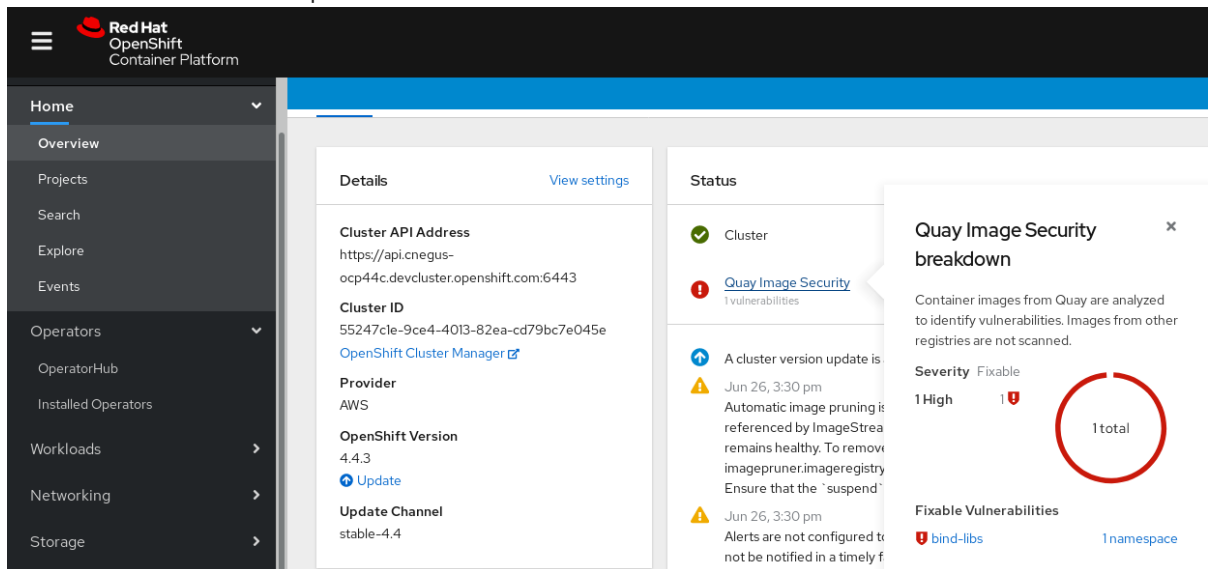 Red Hat
OpenShift
Container Platform
Home
Overview
Projects
Search
Explore
Events
Operators
OperatorHub
Installed Operators
Workloads
Networking
Storage
Details
View settings
Cluster API Address
https://api.cnegus-
ocp44c.devcluster.openshift.com:6443
Cluster ID
55247c1e-9ce4-4013-82ea-cd79bc7e045e
OpenShift Cluster Manager
Provider
AWS
OpenShift Version
4.4.3
Update
Update Channel
stable-4.4
Status
Cluster
Quay Image Security
1 vulnerabilities
A cluster version update is
Jun 26, 3:30 pm
Automatic image pruning is
referenced by ImageStrea
remains healthy. To remove
imagepruner.imageregistry
Ensure that the `suspend`
Jun 26, 3:30 pm
Alerts are not configured to
not be notified in a timely f
Quay Image Security
breakdown
Container images from Quay are analyzed
to identify vulnerabilities. Images from other
registries are not scanned.
Severity Fixable
1 High 1
1 total
Fixable Vulnerabilities
bind-libs 1 namespace